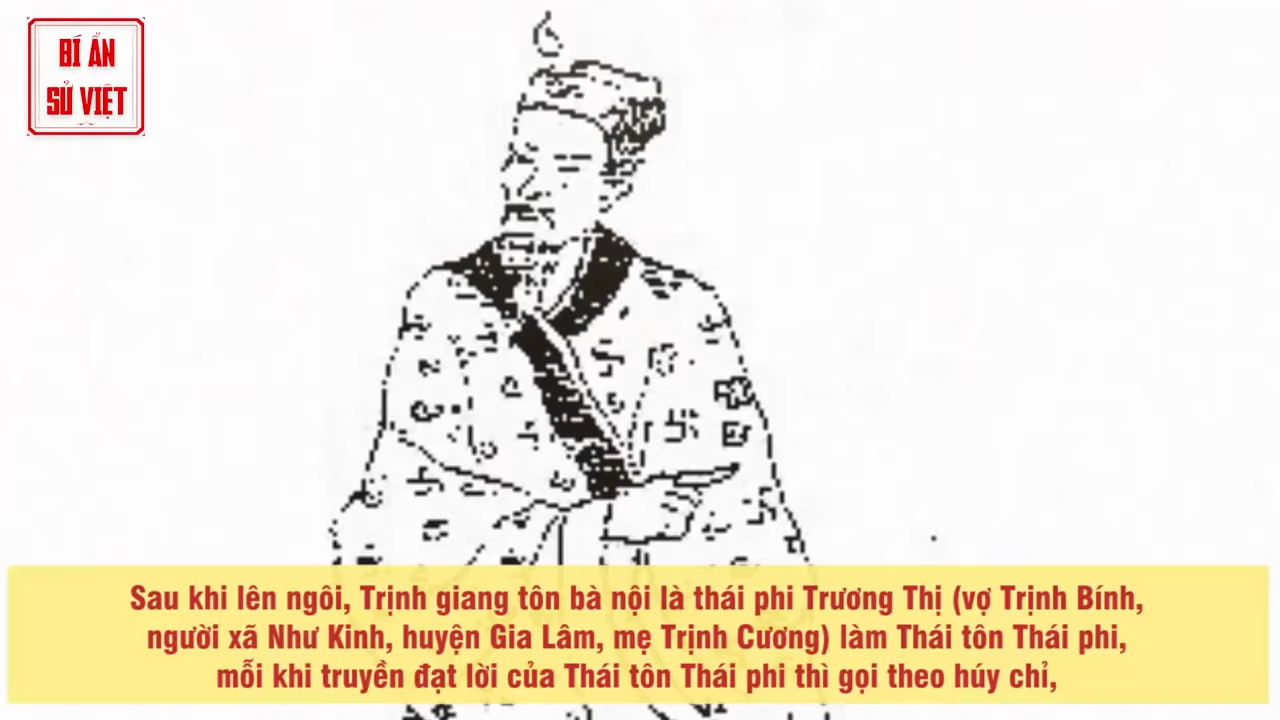 BÍ ẨN
SỬ VIỆT
Sau khi lên ngôi, Trịnh giang tôn bà nội là thái phi Trương Thị (vợ Trịnh Bính,
người xã Như Kinh, huyện Gia Lâm, mẹ Trịnh Cương) làm Thái tôn Thái phi,
mỗi khi truyền đạt lời của Thái tôn Thái phi thì gọi theo húy chỉ,